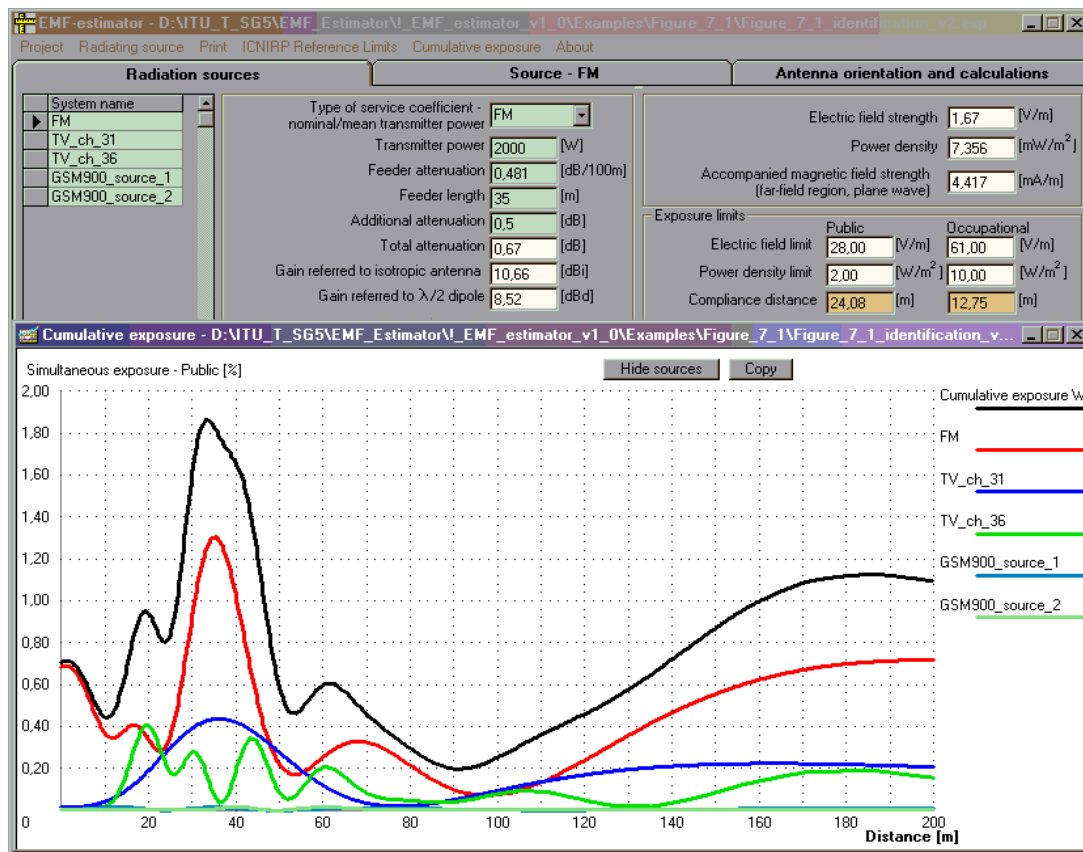 EMF-estimator - D:\ITU_T_SG5\EMF_Estimator\!_EMF_estimator_v1_0\Examples\Figure_7_1\Figure_7_1_identification_v2.exp
Project Radiating source Print ICNIRP Reference Limits Cumulative exposure About
Radiation sources
Source - FM
Antenna orientation and calculations
System name
FM
TV_ch_31
TV_ch_36
GSM900_source_1
GSM900_source_2
Type of service coefficient -
nominal/mean transmitter power FM
Transmitter power 2000 [W]
Feeder attenuation 0,481 [dB/100m]
Feeder length 35 [m]
Additional attenuation 0,5 [dB]
Total attenuation 0,67 [dB]
Gain referred to isotropic antenna 10,66 [dBi]
Gain referred to λ/2 dipole 8,52 [dBd]
Electric field strength 1,67 [V/m]
Power density 7,356 [mW/m²]
Accompanied magnetic field strength
(far-field region, plane wave) 4,417 [mA/m]
Exposure limits
Public Occupational
Electric field limit 28,00 [V/m] 61,00 [V/m]
Power density limit 2,00 [W/m²] 10,00 [W/m²]
Compliance distance 24,08 [m] 12,75 [m]
Cumulative exposure - D:\ITU_T_SG5\EMF_Estimator\!_EMF_estimator_v1_0\Examples\Figure_7_1\Figure_7_1_identification_v...
Simultaneous exposure - Public [%]
Hide sources
Copy
2,00
1,80
1,60
1,40
1,20
1,00
0,80
0,60
0,40
0,20
0
20
40
60
80
100
120
140
160
180
200
Distance [m]
Cumulative exposure W
FM
TV_ch_31
TV_ch_36
GSM900_source_1
GSM900_source_2